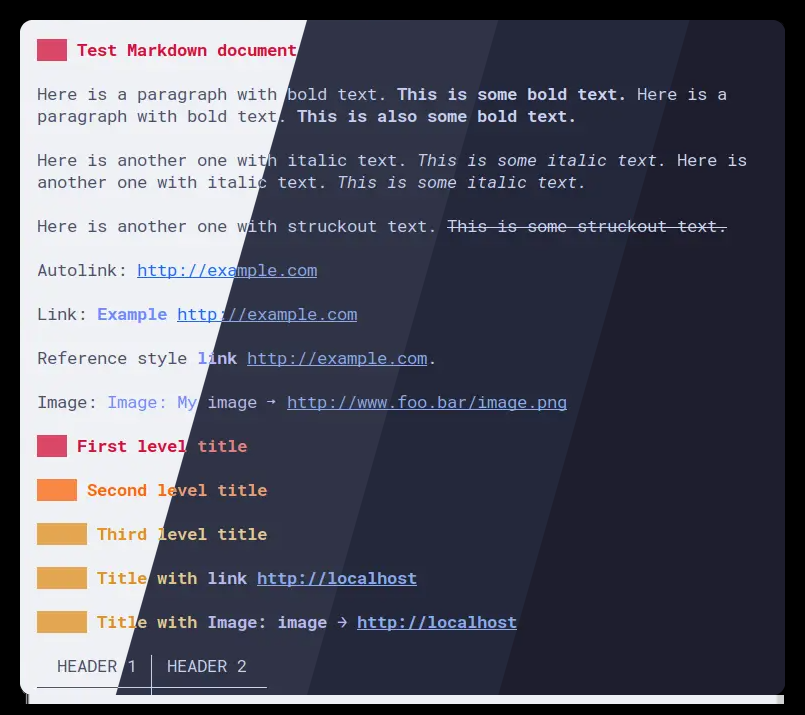 Test Markdown document
Here is a paragraph with bold text. This is some bold text. Here is a
paragraph with bold text. This is also some bold text.
Here is another one with italic text. This is some italic text. Here is
another one with italic text. This is some italic text.
Here is another one with struckout text. This is some struckout text.
Autolink: http://example.com
Link: Example http://example.com
Reference style link http://example.com.
Image: Image: My image → http://www.foo.bar/image.png
First level title
Second level title
Third level title
Title with link http://localhost
Title with Image: image → http://localhost
HEADER 1 HEADER 2